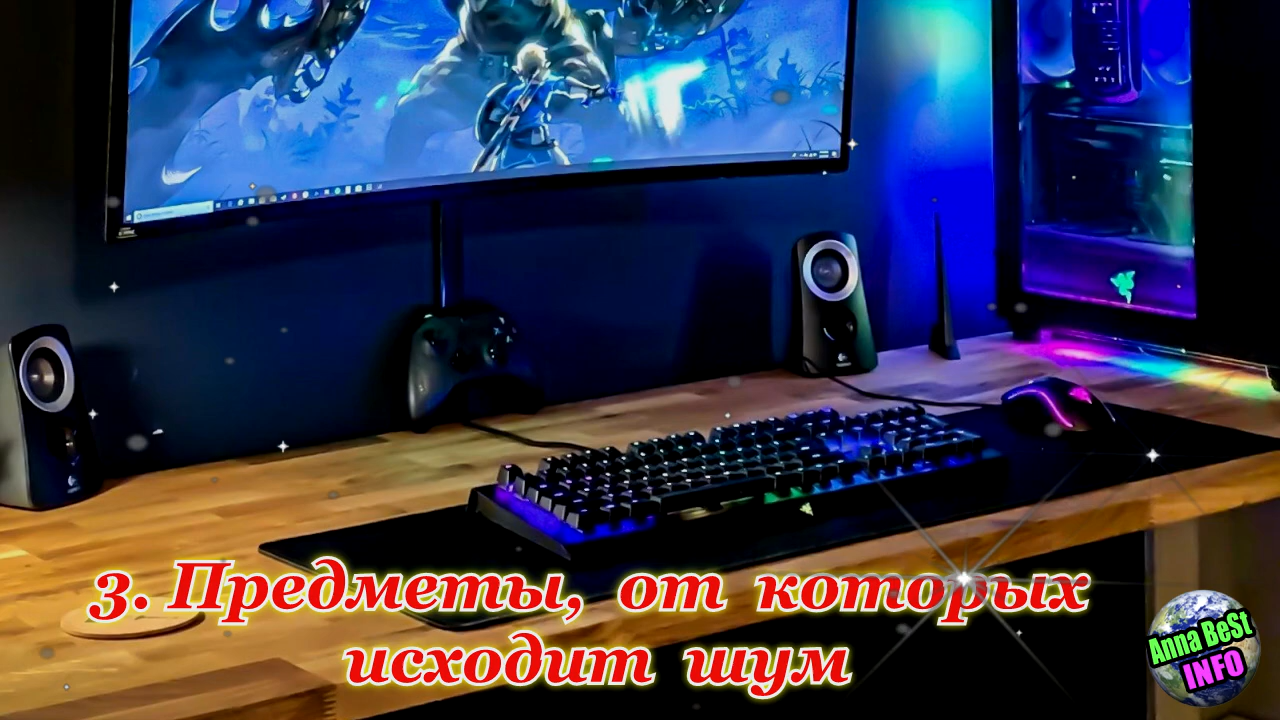 3. Предметы, от которых
исходит шум
Anna BeSt
INFO